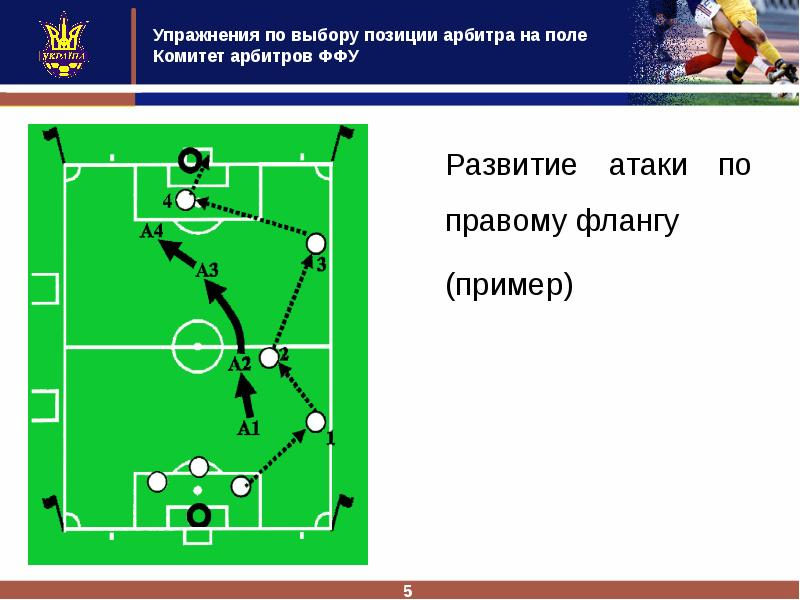 УКРАЇНА
Упражнения по выбору позиции арбитра на поле
Комитет арбитров ФФУ
Развитие атаки по
правому флангу
(пример)
4
А4
А3
3
А2
2
А1
1
5